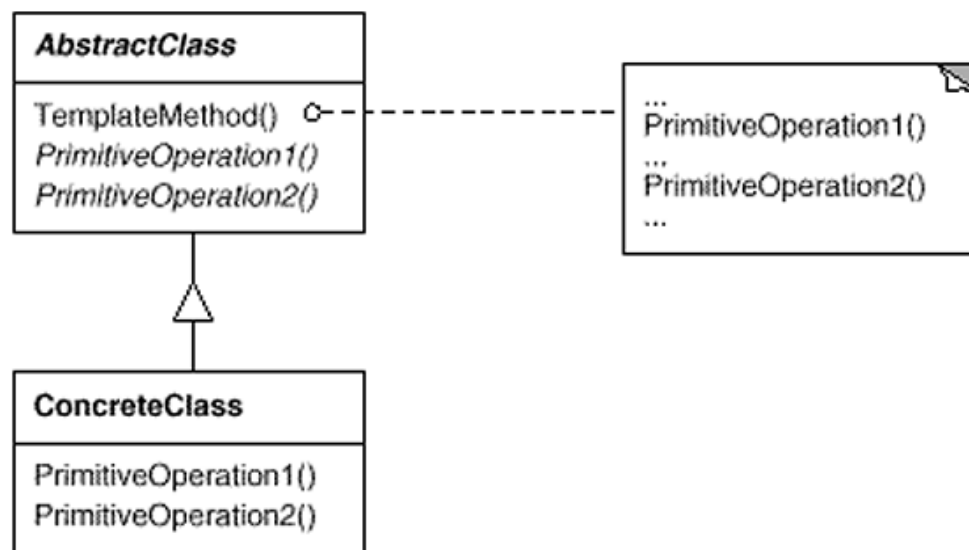 AbstractClass
TemplateMethod()
PrimitiveOperation1()
PrimitiveOperation2()
...
PrimitiveOperation1()
...
PrimitiveOperation2()
...
ConcreteClass
PrimitiveOperation1()
PrimitiveOperation2()